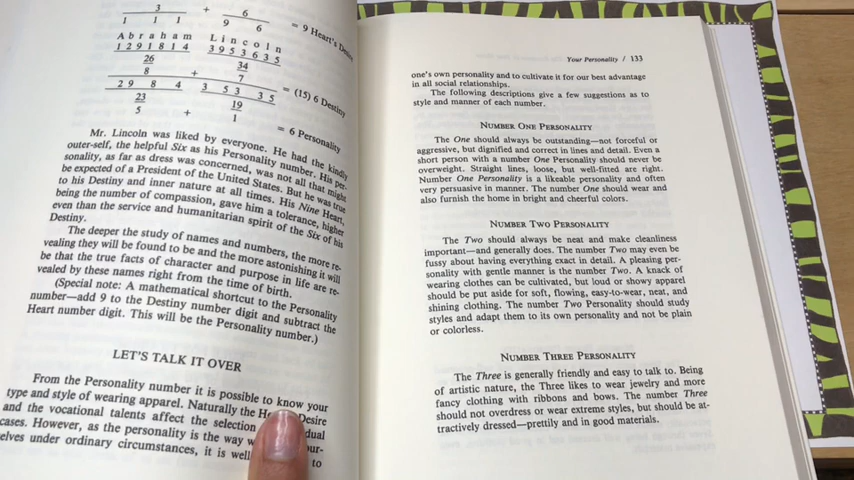 3 + 6 = 9 Heart's Destiny
1 1 1 9 6
Abraham Lincoln
1291814 3953635
26 34
8 + 7 = (15) 6 Destiny
2 9 8 4 3 53 35
23 19
5 + 1 = 6 Personality
Mr. Lincoln was liked by everyone. He had the kindly
outer-self, the helpful Six as his Personality number. His per-
sonality, as far as dress was concerned, was not all that might
be expected of a President of the United States. But he was true
to his Destiny and inner nature at all times. His Nine Heart,
being the number of compassion, gave him a tolerance, higher
even than the service and humanitarian spirit of the Six of his
Destiny.
The deeper the study of names and numbers, the more re-
vealing they will be found to be and the more astonishing it will
be that the true facts of character and purpose in life are re-
vealed by these names right from the time of birth.
(Special note: A mathematical shortcut to the Personality
number—add 9 to the Destiny number digit and subtract the
Heart number digit. This will be the Personality number.)
LET'S TALK IT OVER
From the Personality number it is possible to know your
type and style of wearing apparel. Naturally the Desire
and the vocational talents affect the selection dual
cases. However, as the personality is the way our-
selves under ordinary circumstances, it is well to
Your Personality / 133
one's own personality and to cultivate it for our best advantage
in all social relationships.
The following descriptions give a few suggestions as to
style and manner of each number.
NUMBER ONE PERSONALITY
The One should always be outstanding—not forceful or
aggressive, but dignified and correct in lines and detail. Even a
short person with a number One Personality should never be
overweight. Straight lines, loose, but well-fitted are right.
Number One Personality is a likeable personality and often
very persuasive in manner. The number One should wear and
also furnish the home in bright and cheerful colors.
NUMBER TWO PERSONALITY
The Two should always be neat and make cleanliness
important—and generally does. The number Two may even be
fussy about having everything exact in detail. A pleasing per-
sonality with gentle manner is the number Two. A knack of
wearing clothes can be cultivated, but loud or showy apparel
should be put aside for soft, flowing, easy-to-wear, neat, and
shining clothing. The number Two Personality should study
styles and adapt them to its own personality and not be plain
or colorless.
NUMBER THREE PERSONALITY
The Three is generally friendly and easy to talk to. Being
of artistic nature, the Three likes to wear jewelry and more
fancy clothing with ribbons and bows. The number Three
should not overdress or wear extreme styles, but should be at-
tractively dressed—prettily and in good materials.